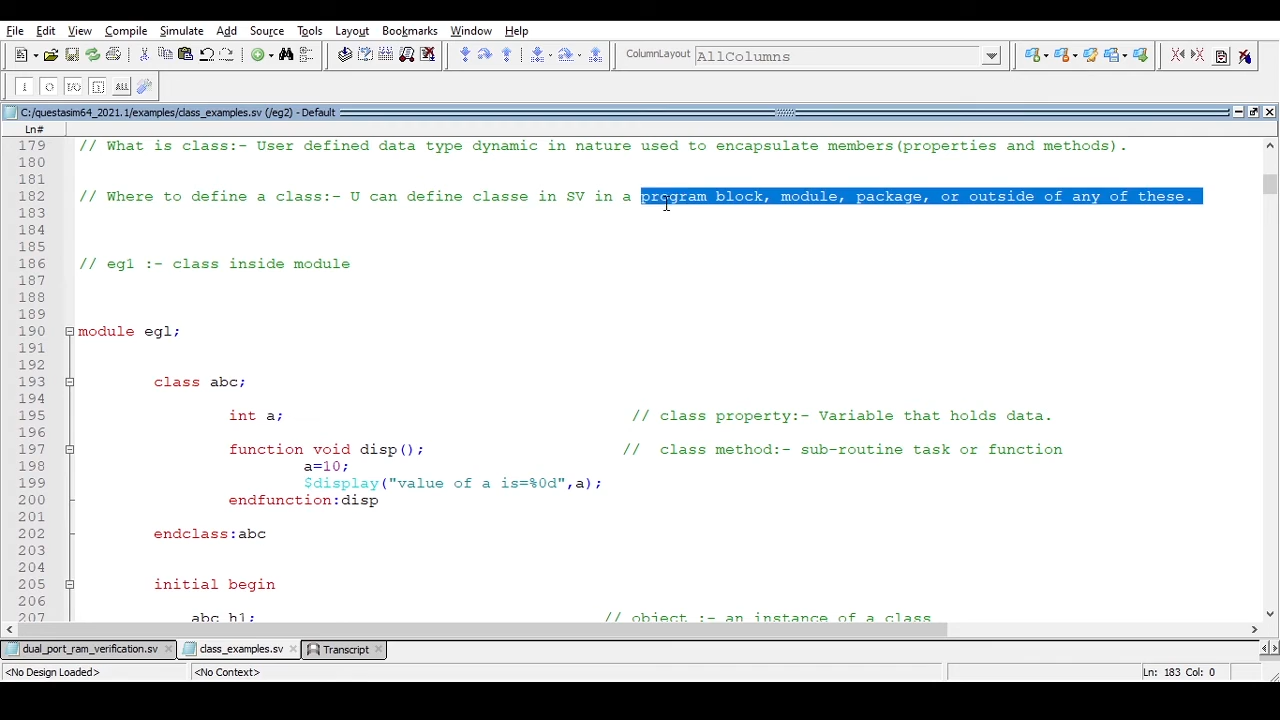 File Edit View Compile Simulate Add Source Tools Layout Bookmarks Window Help
ColumnLayout AllColumns
C:/questasim64_2021.1/examples/class_examples.sv (/eg2) - Default
Ln#
179 // What is class:- User defined data type dynamic in nature used to encapsulate members(properties and methods).
180
181
182 // Where to define a class:- U can define classe in SV in a program block, module, package, or outside of any of these.
183
184
185
186 // eg1 :- class inside module
187
188
189
190 module eg1;
191
192
193 class abc;
194
195 int a; // class property:- Variable that holds data.
196
197 function void disp(); // class method:- sub-routine task or function
198 a=10;
199 $display("value of a is=%0d",a);
200 endfunction:disp
201
202 endclass:abc
203
204
205 initial begin
206
207 abc h1; // object :- an instance of a class
dual_port_ram_verification.sv class_examples.sv Transcript
<No Design Loaded> <No Context> Ln: 183 Col: 0